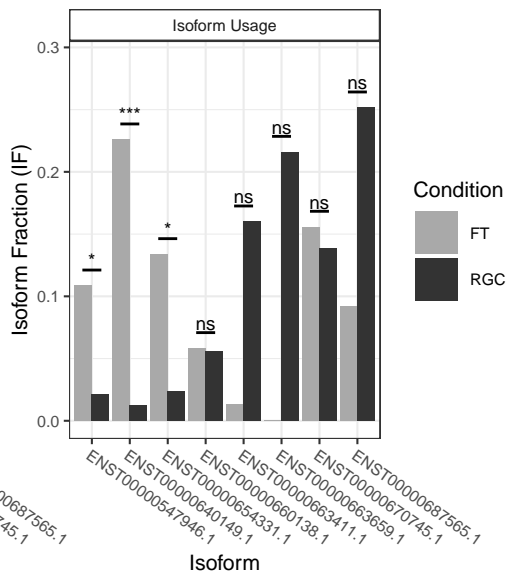 Isoform Usage
0.3
0.2
0.1
0.0
Isoform Fraction (IF)
*
***
*
ns
ns
ns
ns
ns
Condition
FT
RGC
ENST00000547946.1
ENST00000640149.1
ENST00000654331.1
ENST00000660138.1
ENST00000663411.1
ENST00000663659.1
ENST00000670745.1
ENST00000687565.1
745.1
Isoform